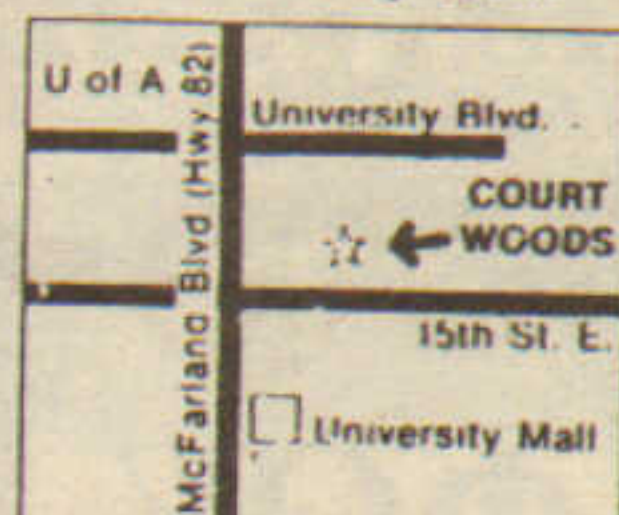 U of A
McFarland Blvd (Hwy 82)
University Blvd.
COURT
WOODS
15th St. E.
University Mall